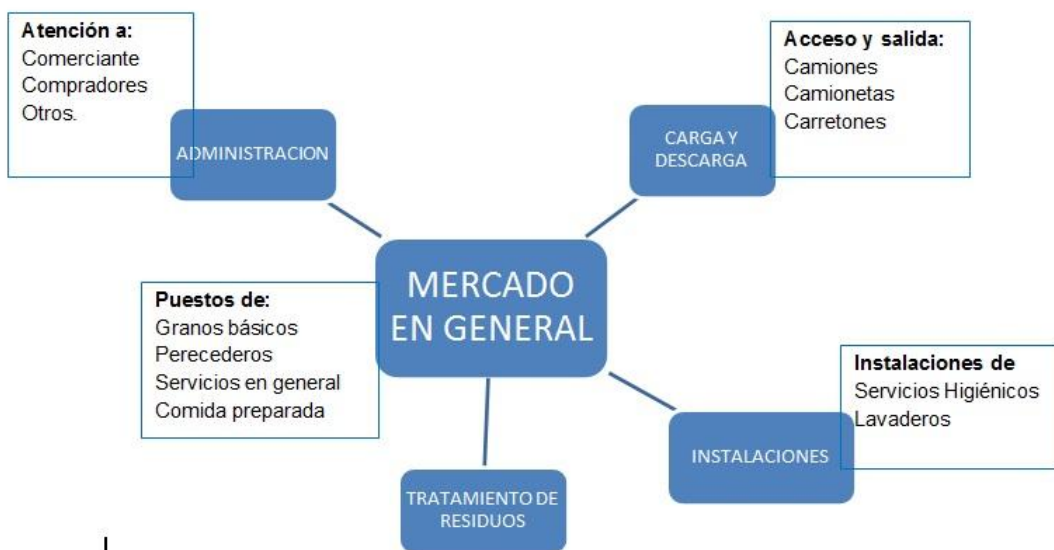 Atención a:
Comerciante
Compradores
Otros.
ADMINISTRACION
Acceso y salida:
Camiones
Camionetas
Carretones
CARGA Y
DESCARGA
MERCADO
EN GENERAL
Puestos de:
Granos básicos
Perecederos
Servicios en general
Comida preparada
Instalaciones de
Servicios Higiénicos
Lavaderos
INSTALACIONES
TRATAMIENTO DE
RESIDUOS